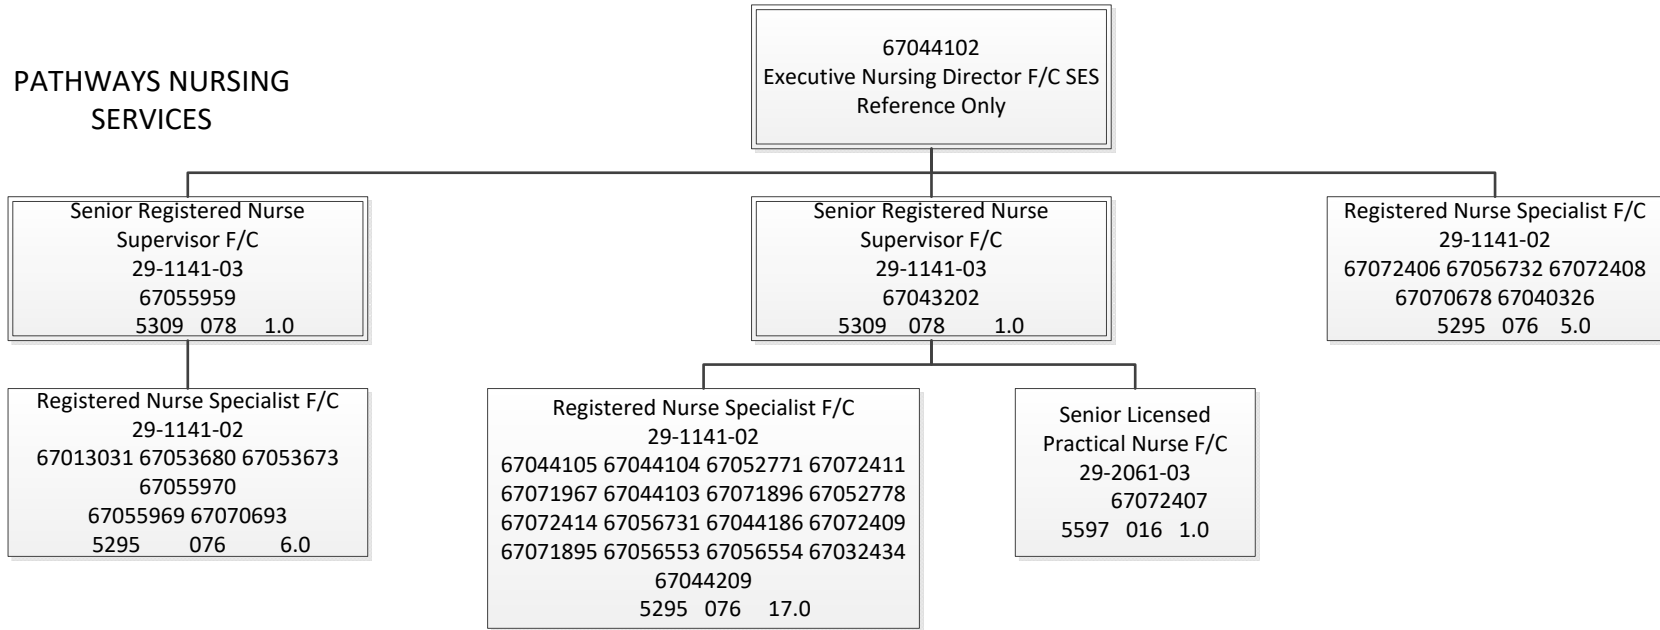 PATHWAYS NURSING
SERVICES
67044102
Executive Nursing Director F/C SES
Reference Only
Senior Registered Nurse
Supervisor F/C
29-1141-03
67055959
5309 078 1.0
Senior Registered Nurse
Supervisor F/C
29-1141-03
67043202
5309 078 1.0
Registered Nurse Specialist F/C
29-1141-02
67072406 67056732 67072408
67070678 67040326
5295 076 5.0
Registered Nurse Specialist F/C
29-1141-02
67013031 67053680 67053673
67055970
67055969 67070693
5295 076 6.0
Registered Nurse Specialist F/C
29-1141-02
67044105 67044104 67052771 67072411
67071967 67044103 67071896 67052778
67072414 67056731 67044186 67072409
67071895 67056553 67056554 67032434
67044209
5295 076 17.0
Senior Licensed
Practical Nurse F/C
29-2061-03
67072407
5597 016 1.0